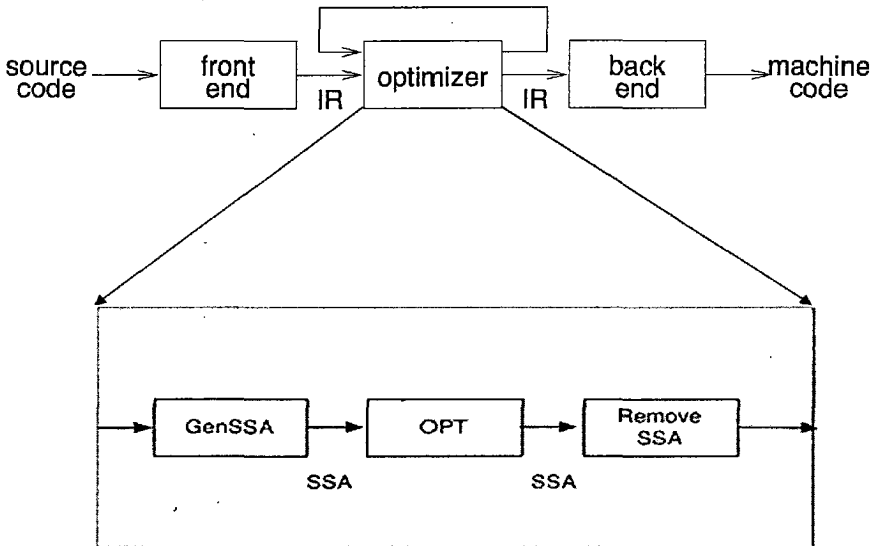 source
code
front
end
IR
optimizer
IR
back
end
machine
code
GenSSA
SSA
OPT
SSA
Remove
SSA